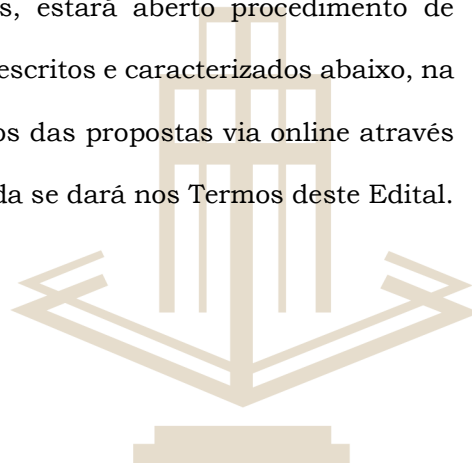 s, estará aberto procedimento de
escritos e caracterizados abaixo, na
os das propostas via online através
da se dará nos Termos deste Edital.